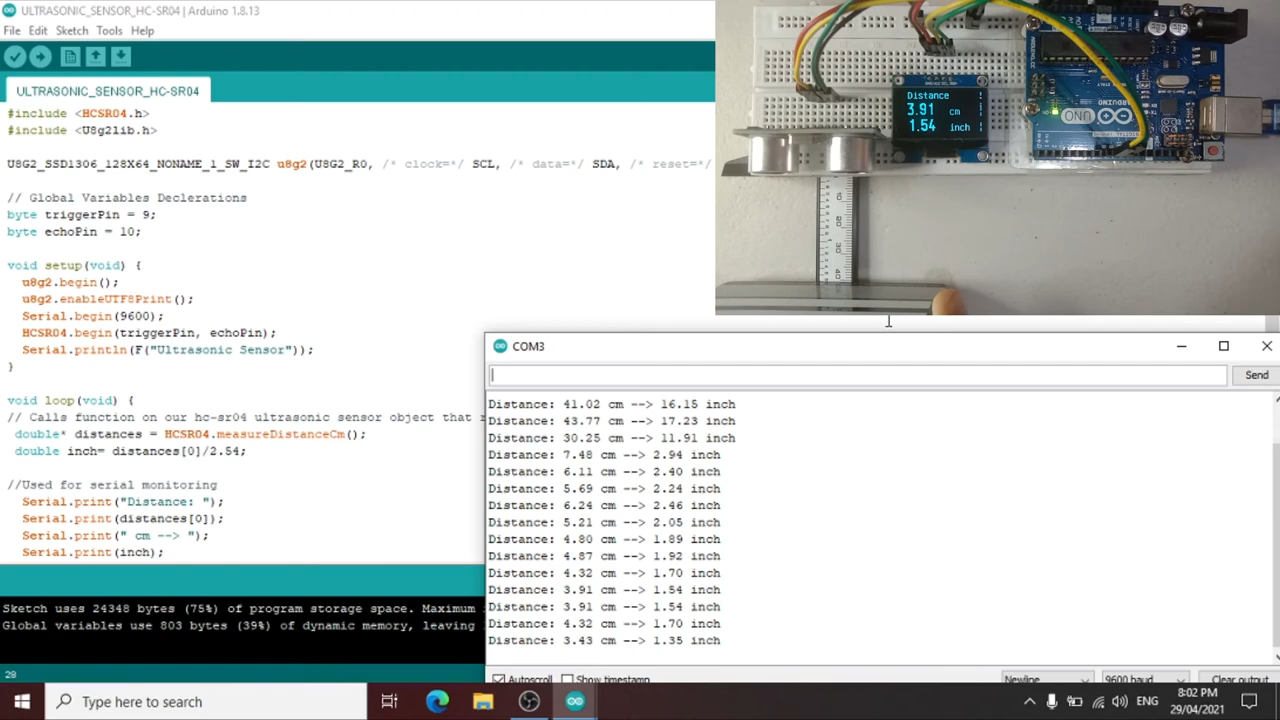 ULTRASONIC_SENSOR_HC-SR04 | Arduino 1.8.13
File Edit Sketch Tools Help
ULTRASONIC_SENSOR_HC-SR04
#include <HCSR04.h>
#include <U8g2lib.h>
U8G2_SSD1306_128X64_NONAME_1_SW_I2C u8g2(U8G2_R0, /* clock=*/ SCL, /* data=*/ SDA, /* reset=*/
// Global Variables Declerations
byte triggerPin = 9;
byte echoPin = 10;
void setup(void) {
u8g2.begin();
u8g2.enableUTF8Print();
Serial.begin(9600);
HCSR04.begin(triggerPin, echoPin);
Serial.println(F("Ultrasonic Sensor"));
}
void loop(void) {
// Calls function on our hc-sr04 ultrasonic sensor object that
double* distances = HCSR04.measureDistanceCm();
double inch= distances[0]/2.54;
//Used for serial monitoring
Serial.print("Distance: ");
Serial.print(distances[0]);
Serial.print(" cm --> ");
Serial.print(inch);
Sketch uses 24348 bytes (75%) of program storage space. Maximum
Global variables use 803 bytes (39%) of dynamic memory, leaving
28
Distance
3.91 cm
1.54 inch
UNO
10
20
30
40
COM3
Send
Distance: 41.02 cm --> 16.15 inch
Distance: 43.77 cm --> 17.23 inch
Distance: 30.25 cm --> 11.91 inch
Distance: 7.48 cm --> 2.94 inch
Distance: 6.11 cm --> 2.40 inch
Distance: 5.69 cm --> 2.24 inch
Distance: 6.24 cm --> 2.46 inch
Distance: 5.21 cm --> 2.05 inch
Distance: 4.80 cm --> 1.89 inch
Distance: 4.87 cm --> 1.92 inch
Distance: 4.32 cm --> 1.70 inch
Distance: 3.91 cm --> 1.54 inch
Distance: 3.91 cm --> 1.54 inch
Distance: 4.32 cm --> 1.70 inch
Distance: 3.43 cm --> 1.35 inch
Autoscroll Show timestamp Newline 9600 baud Clear output
Type here to search
ENG
8:02 PM
29/04/2021